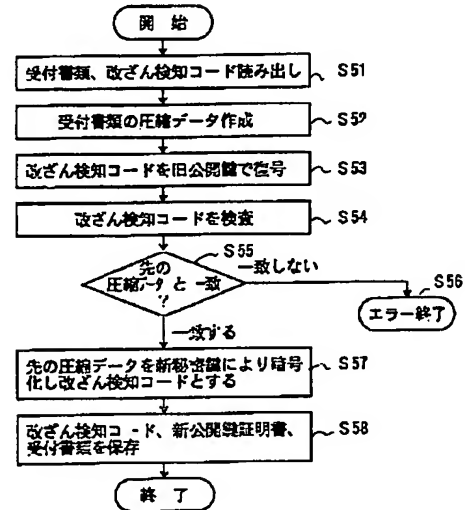 開 始
受付書類、改ざん検知コード読み出し
S51
受付書類の圧縮データ作成
S52
改ざん検知コードを旧公開鍵で復号
S53
改ざん検知コードを検査
S54
S55
先の
圧縮データ と 一致
?
一致しない
S56
エラー終了
一致する
先の圧縮データを新秘密鍵により暗号
化し改ざん検知コードとする
S57
改ざん検知コード、新公開鍵証明書、
受付書類を保存
S58
終 了